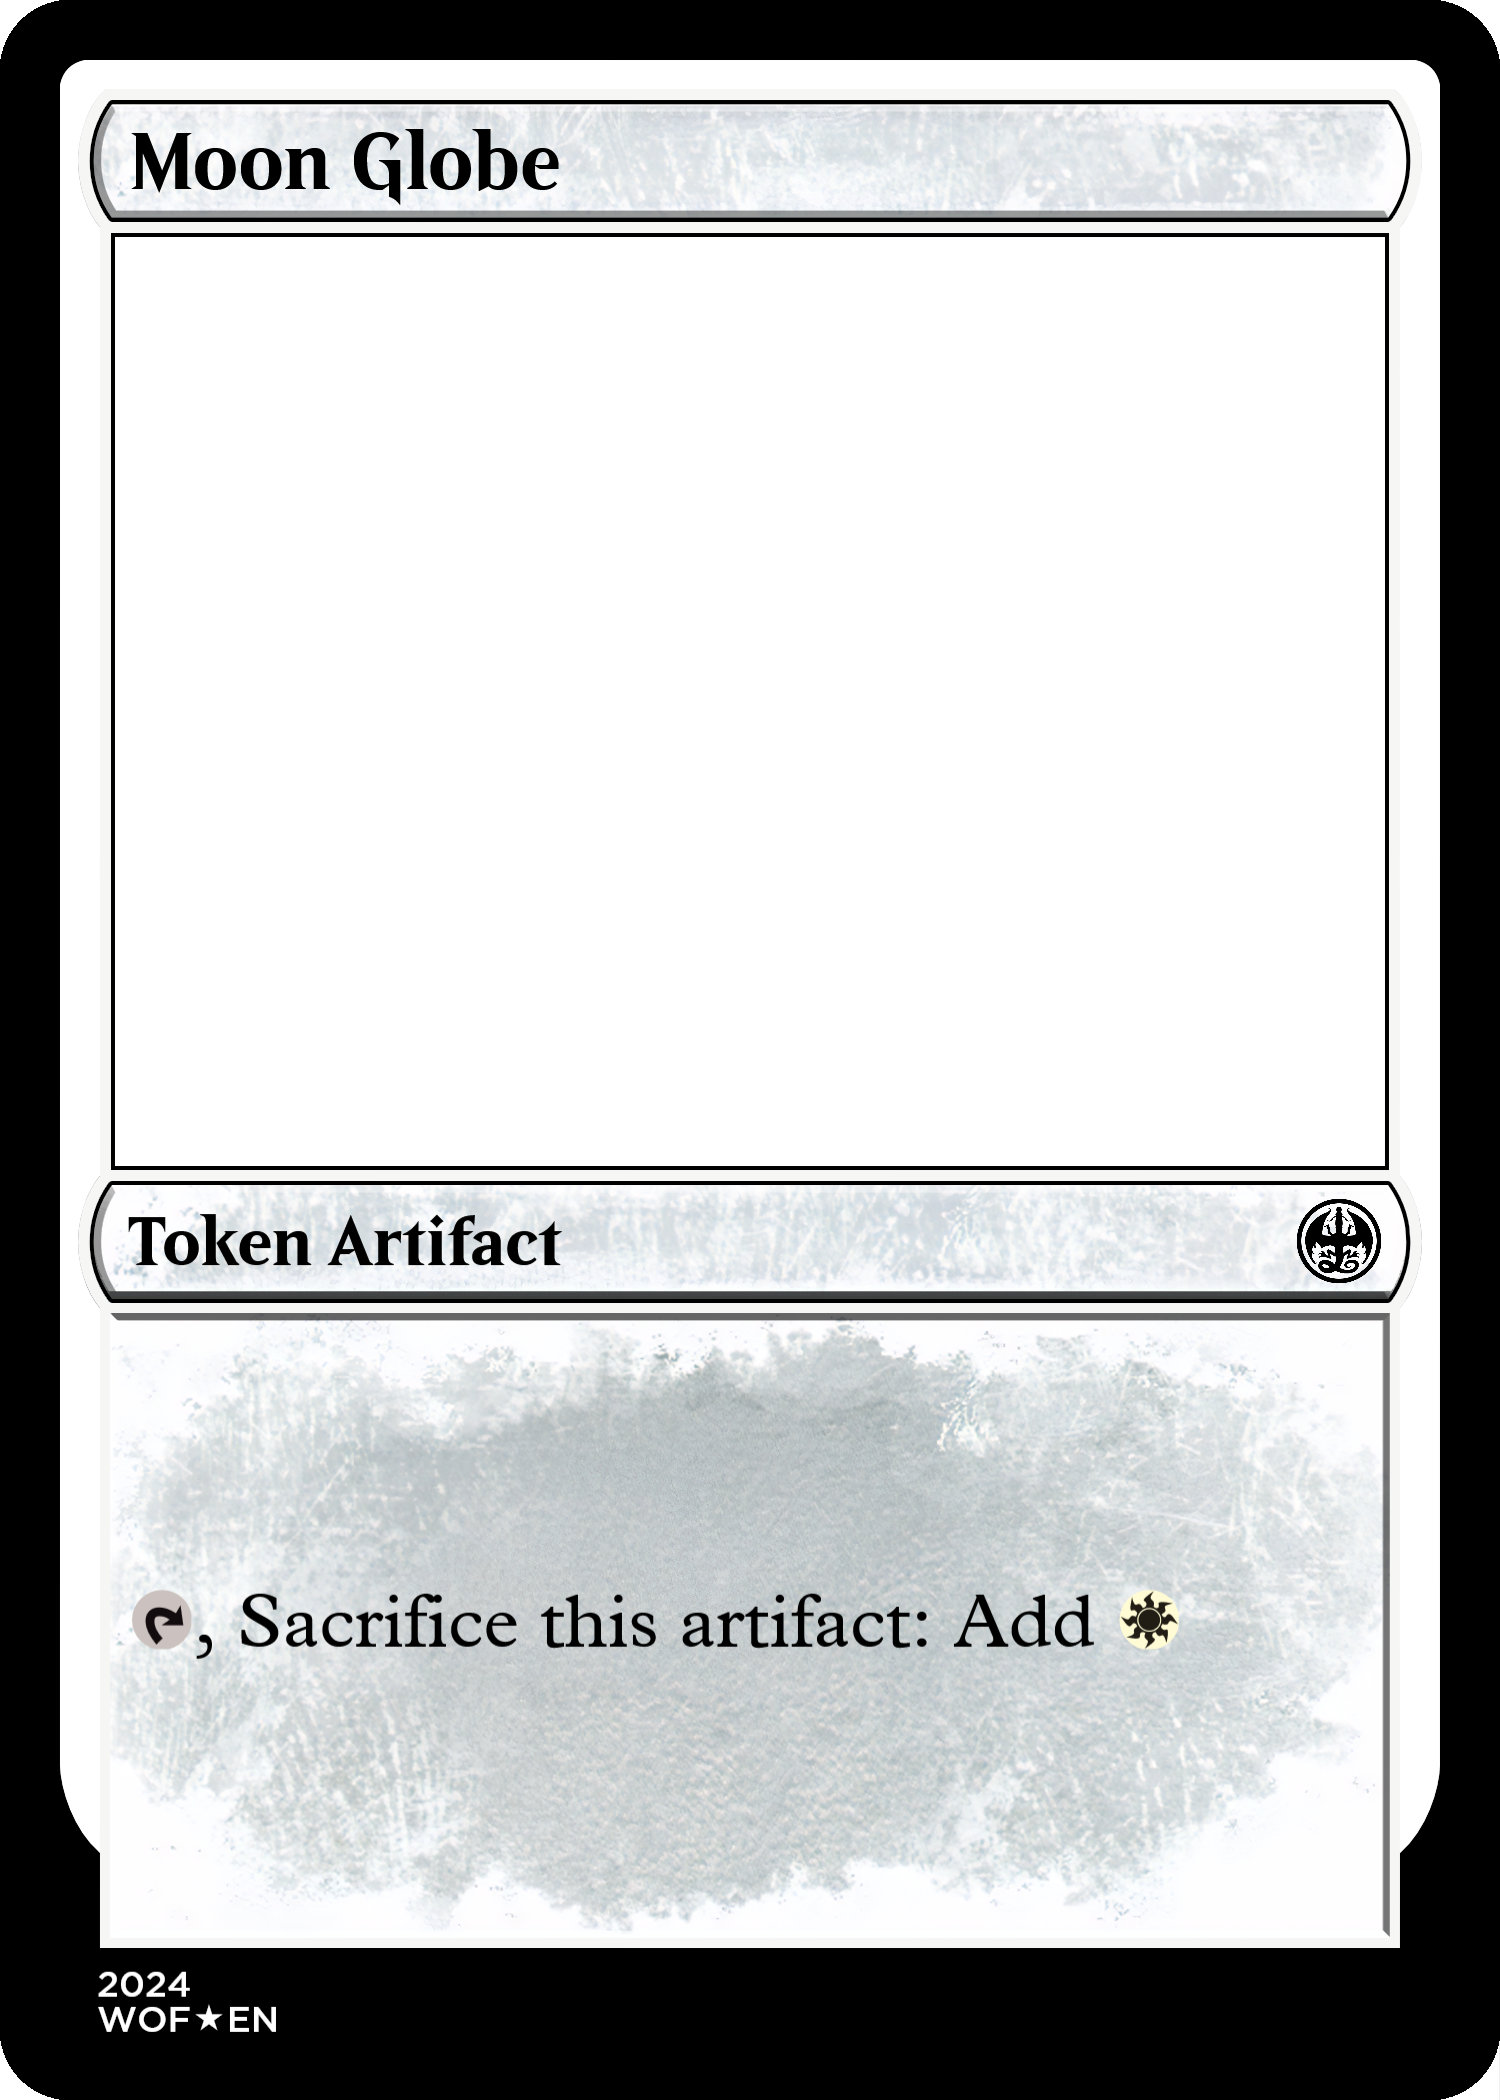 Moon Globe
Token Artifact
, Sacrifice this artifact: Add
2024
WOF★EN